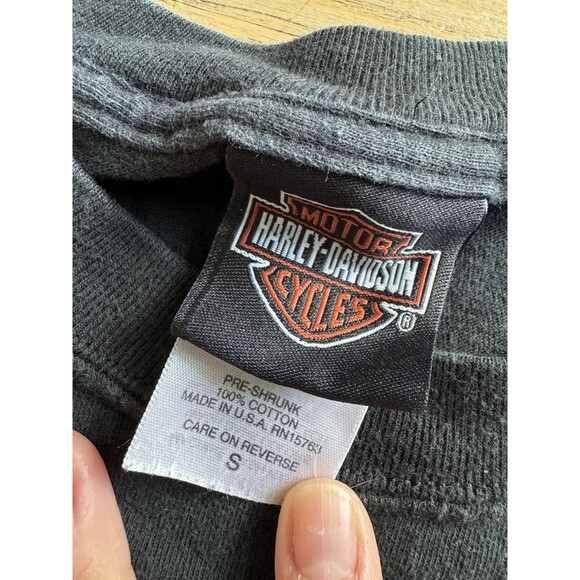 MOTOR
HARLEY-DAVIDSON
CYCLES
®
PRE-SHRUNK
100% COTTON
MADE IN U.S.A. RN15763
CARE ON REVERSE
S